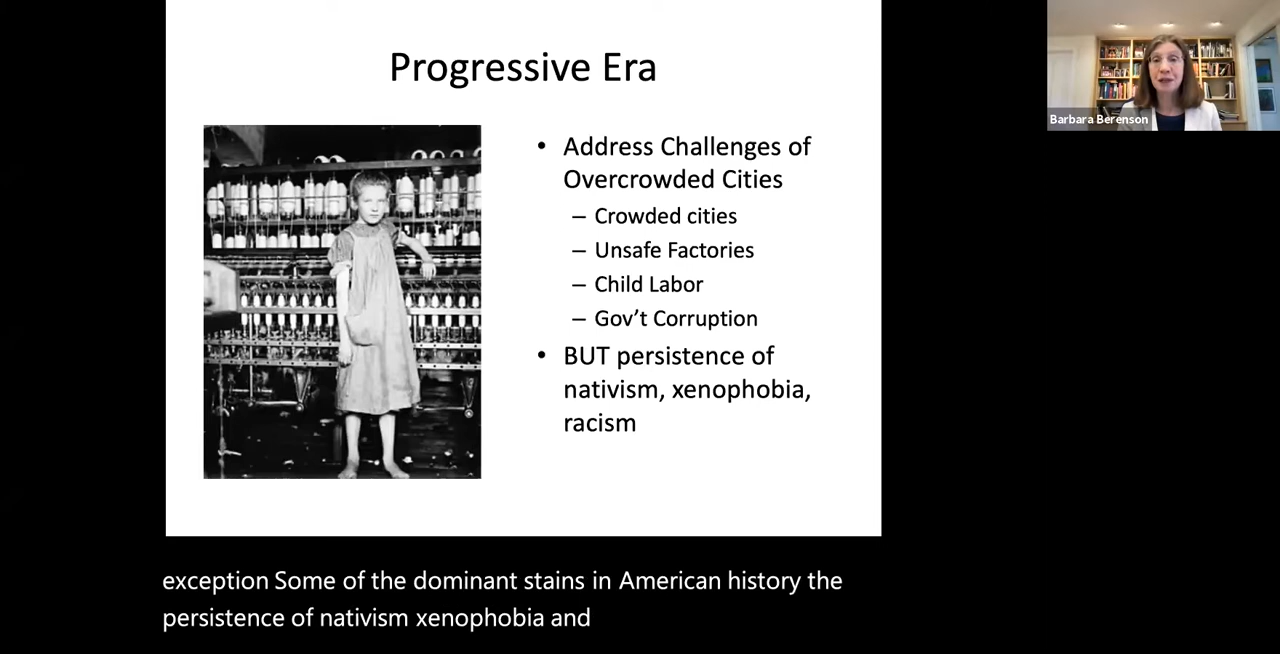 Progressive Era
• Address Challenges of
Overcrowded Cities
– Crowded cities
– Unsafe Factories
– Child Labor
– Gov’t Corruption
• BUT persistence of
nativism, xenophobia,
racism
Barbara Berenson
exception Some of the dominant stains in American history the
persistence of nativism xenophobia and